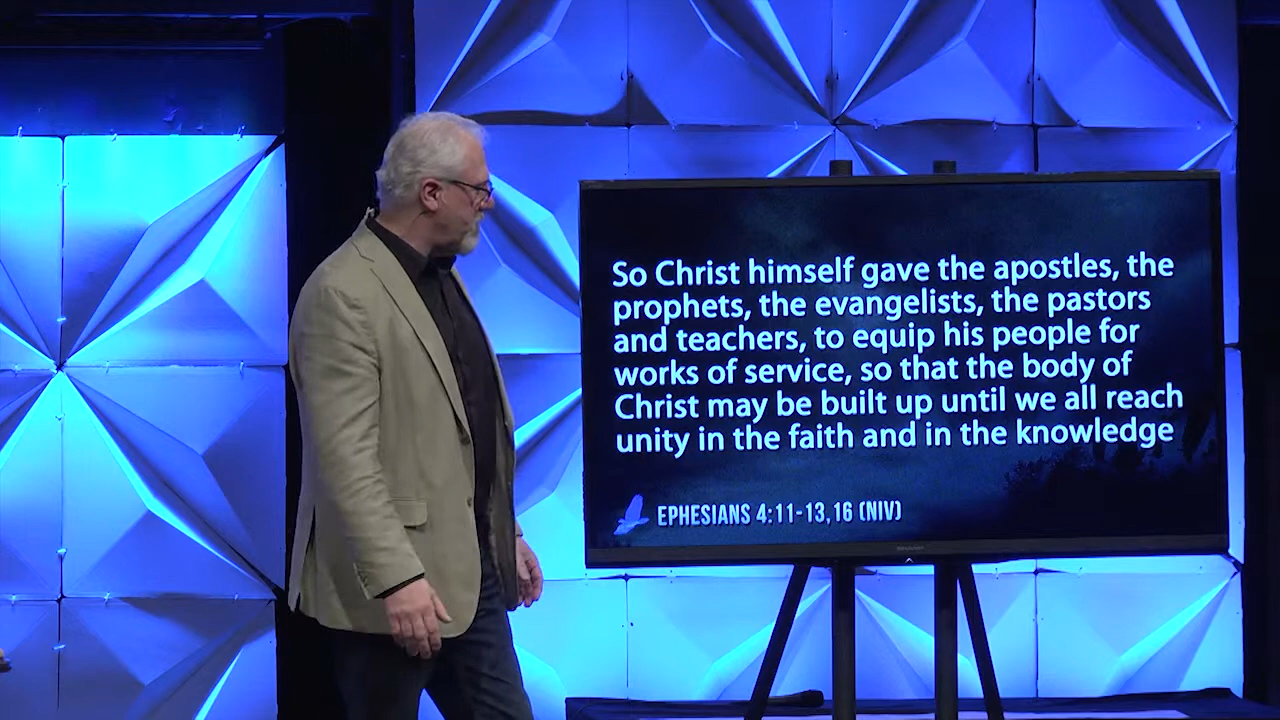 So Christ himself gave the apostles, the
prophets, the evangelists, the pastors
and teachers, to equip his people for
works of service, so that the body of
Christ may be built up until we all reach
unity in the faith and in the knowledge
EPHESIANS 4:11-13,16 (NIV)